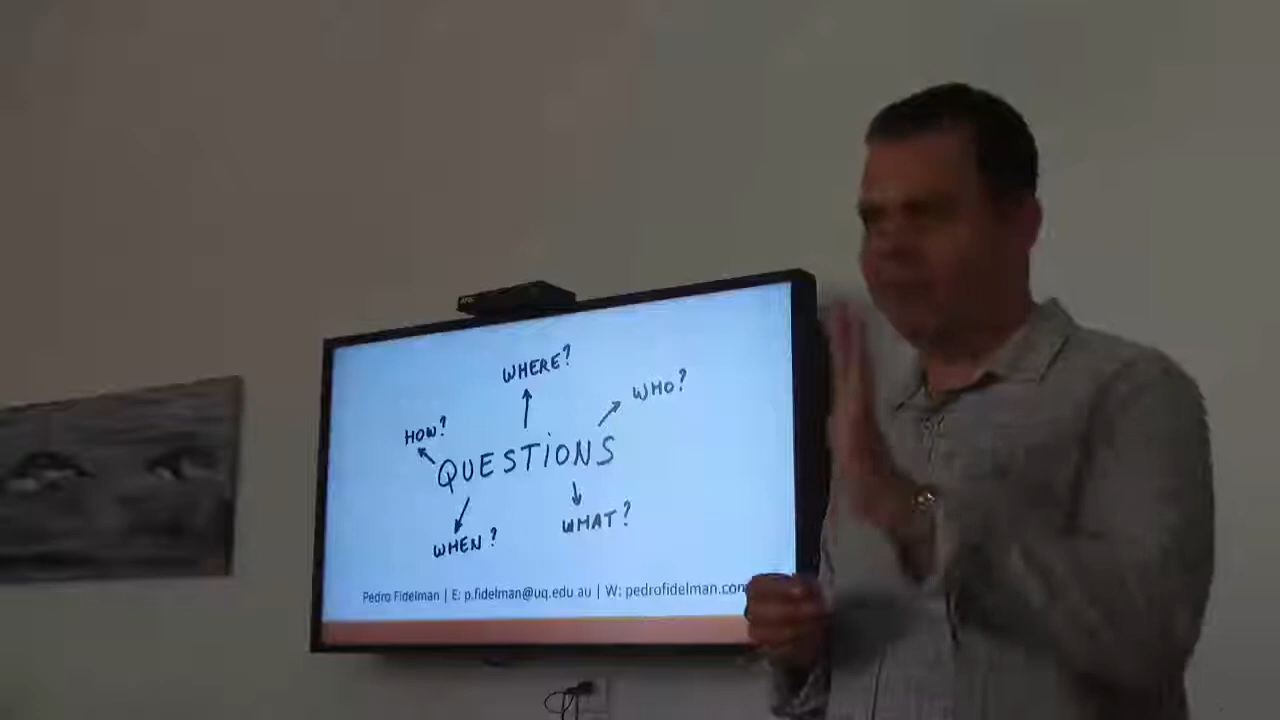 WHERE?
WHO?
HOW?
QUESTIONS
WHAT?
WHEN?
Pedro Fidelman | E: p.fidelman@uq.edu au | W: pedrofidelman.com